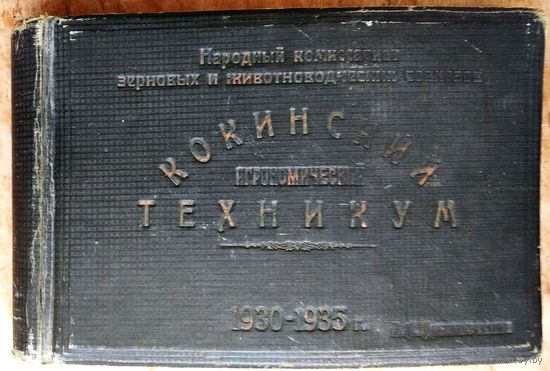 Народный комиссариат
зерновых и животноводческих совхозов
КОКИНСКИЙ
АГРОНОМИЧЕСКИЙ
ТЕХНИКУМ
1930-1935 г.